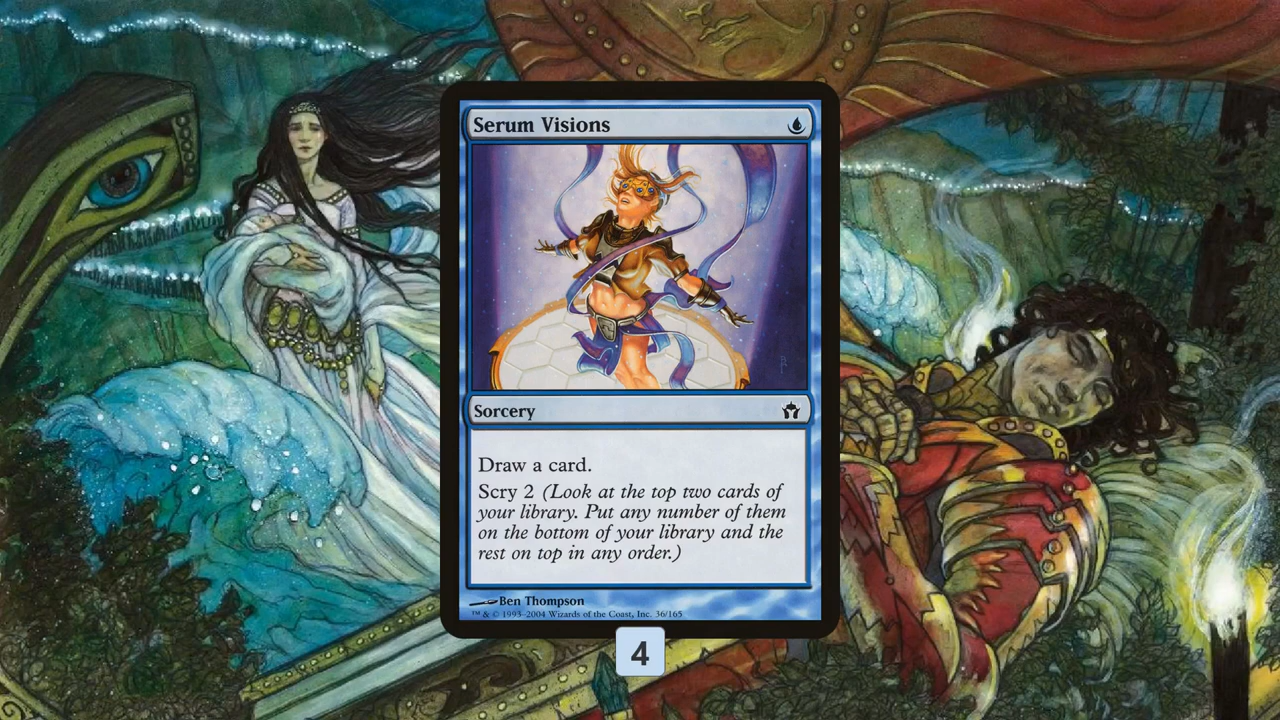 Serum Visions
Sorcery
Draw a card.
Scry 2 (Look at the top two cards of
your library. Put any number of them
on the bottom of your library and the
rest on top in any order.)
Ben Thompson
™ & © 1993–2004 Wizards of the Coast, Inc. 36/165
4